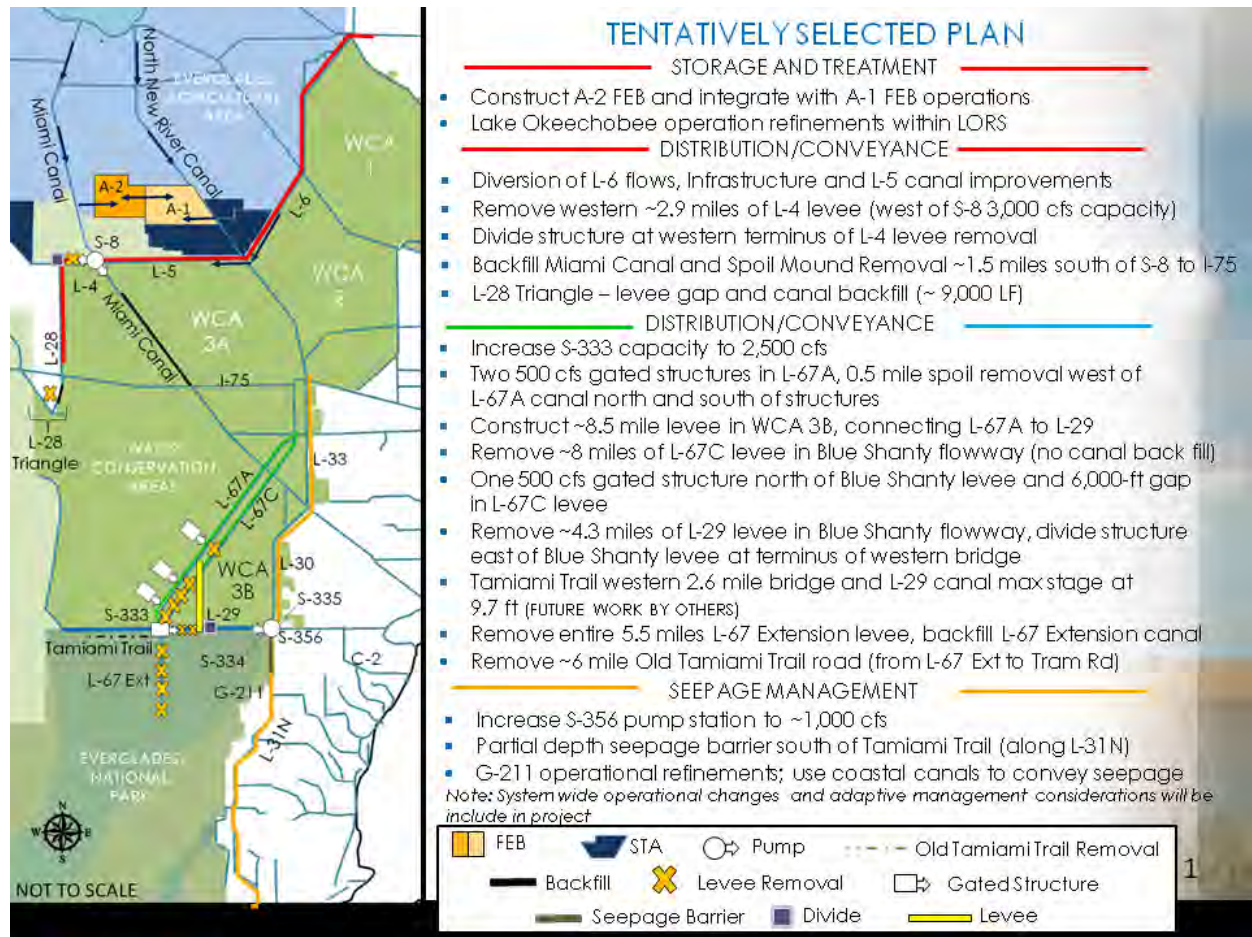 TENTATIVELY SELECTED PLAN
STORAGE AND TREATMENT
Construct A-2 FEB and integrate with A-1 FEB operations
Lake Okeechobee operation refinements within LORS
DISTRIBUTION/CONVEYANCE
Diversion of L-6 flows, Infrastructure and L-5 canal improvements
Remove western ~2.9 miles of L-4 levee (west of S-8 3,000 cfs capacity)
Divide structure at western terminus of L-4 levee removal
Backfill Miami Canal and Spoil Mound Removal ~1.5 miles south of S-8 to I-75
L-28 Triangle – levee gap and canal backfill (~ 9,000 LF)
DISTRIBUTION/CONVEYANCE
Increase S-333 capacity to 2,500 cfs
Two 500 cfs gated structures in L-67A, 0.5 mile spoil removal west of
L-67A canal north and south of structures
Construct ~8.5 mile levee in WCA 3B, connecting L-67A to L-29
Remove ~8 miles of L-67C levee in Blue Shanty flowway (no canal back fill)
One 500 cfs gated structure north of Blue Shanty levee and 6,000-ft gap
in L-67C levee
Remove ~4.3 miles of L-29 levee in Blue Shanty flowway, divide structure
east of Blue Shanty levee at terminus of western bridge
Tamiami Trail western 2.6 mile bridge and L-29 canal max stage at
9.7 ft (FUTURE WORK BY OTHERS)
Remove entire 5.5 miles L-67 Extension levee, backfill L-67 Extension canal
Remove ~6 mile Old Tamiami Trail road (from L-67 Ext to Tram Rd)
SEEPAGE MANAGEMENT
Increase S-356 pump station to ~1,000 cfs
Partial depth seepage barrier south of Tamiami Trail (along L-31N)
G-211 operational refinements; use coastal canals to convey seepage
Note: System wide operational changes and adaptive management considerations will be
include in project
FEB
STA
Pump
Old Tamiami Trail Removal
Backfill
Levee Removal
Gated Structure
Seepage Barrier
Divide
Levee
1
North New River Canal
EVERGLADES
AGRICULTURAL
AREA
Miami Canal
WCA
1
A-2
A-1
L-6
S-8
L-5
L-4
WCA
Miami Canal
WCA
3A
L-28
I-75
L-28
Triangle
WATER
CONSERVATION
AREAS
L-33
L-67A
L-67C
WCA
3B
L-30
S-335
S-333
L-29
S-356
Tamiami Trail
S-334
C-2
L-67 Ext
G-211
L-31N
EVERGLADES
NATIONAL
PARK
N
W
E
S
NOT TO SCALE